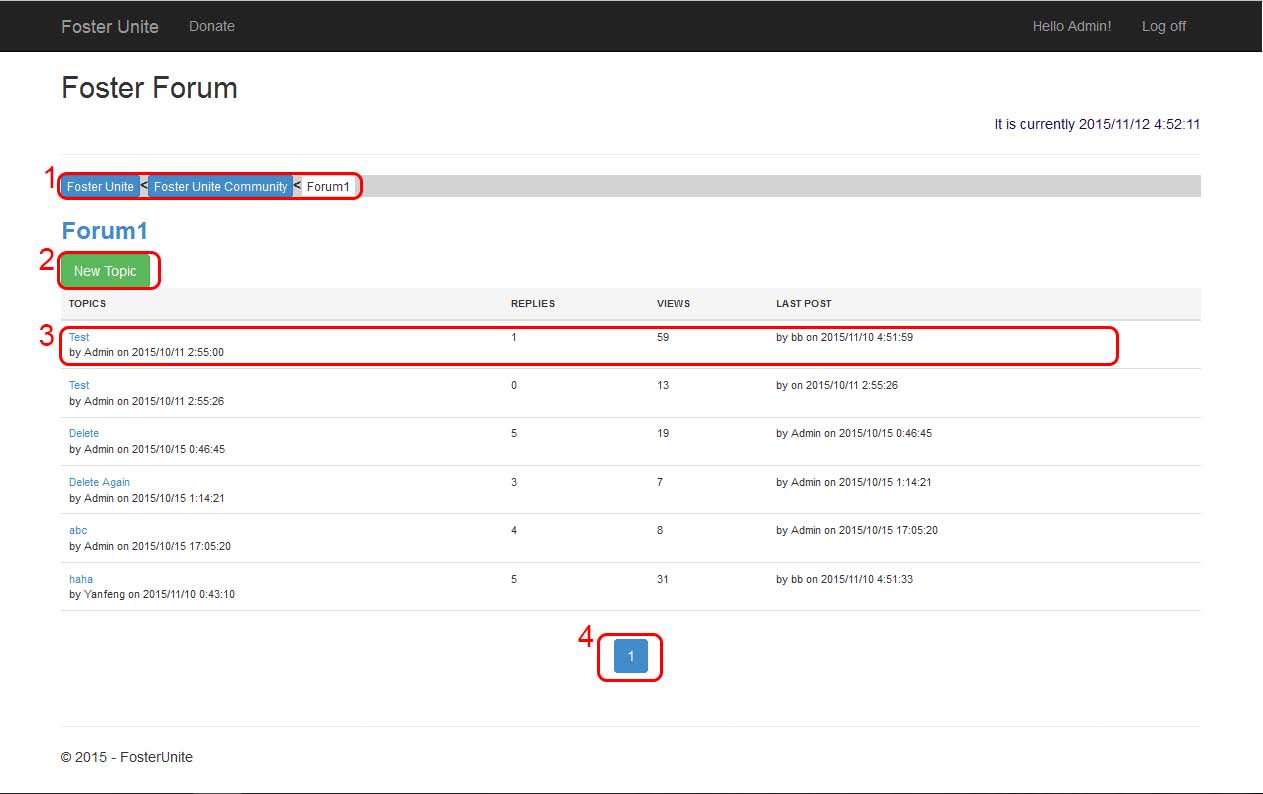 Foster Unite Donate Hello Admin! Log off
Foster Forum
It is currently 2015/11/12 4:52:11
1 Foster Unite < Foster Unite Community < Forum1
Forum1
2 New Topic
TOPICS REPLIES VIEWS LAST POST
3 Test 1 59 by bb on 2015/11/10 4:51:59
by Admin on 2015/10/11 2:55:00
Test 0 13 by on 2015/10/11 2:55:26
by Admin on 2015/10/11 2:55:26
Delete 5 19 by Admin on 2015/10/15 0:46:45
by Admin on 2015/10/15 0:46:45
Delete Again 3 7 by Admin on 2015/10/15 1:14:21
by Admin on 2015/10/15 1:14:21
abc 4 8 by Admin on 2015/10/15 17:05:20
by Admin on 2015/10/15 17:05:20
haha 5 31 by bb on 2015/11/10 4:51:33
by Yanfeng on 2015/11/10 0:43:10
4 1
© 2015 - FosterUnite